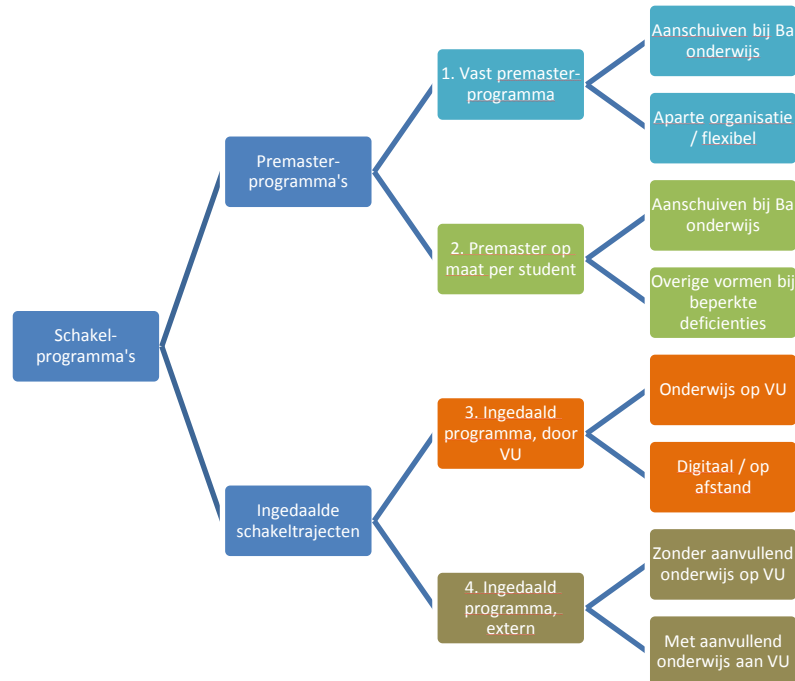 Schakel-
programma's
Premaster-
programma's
1. Vast premaster-
programma
Aanschuiven bij Ba
onderwijs
Aparte organisatie
/ flexibel
2. Premaster op
maat per student
Aanschuiven bij Ba
onderwijs
Overige vormen bij
beperkte
deficienties
Ingedaalde
schakeltrajecten
3. Ingedaald
programma, door
VU
Onderwijs op VU
Digitaal / op
afstand
4. Ingedaald
programma,
extern
Zonder aanvullend
onderwijs op VU
Met aanvullend
onderwijs aan VU